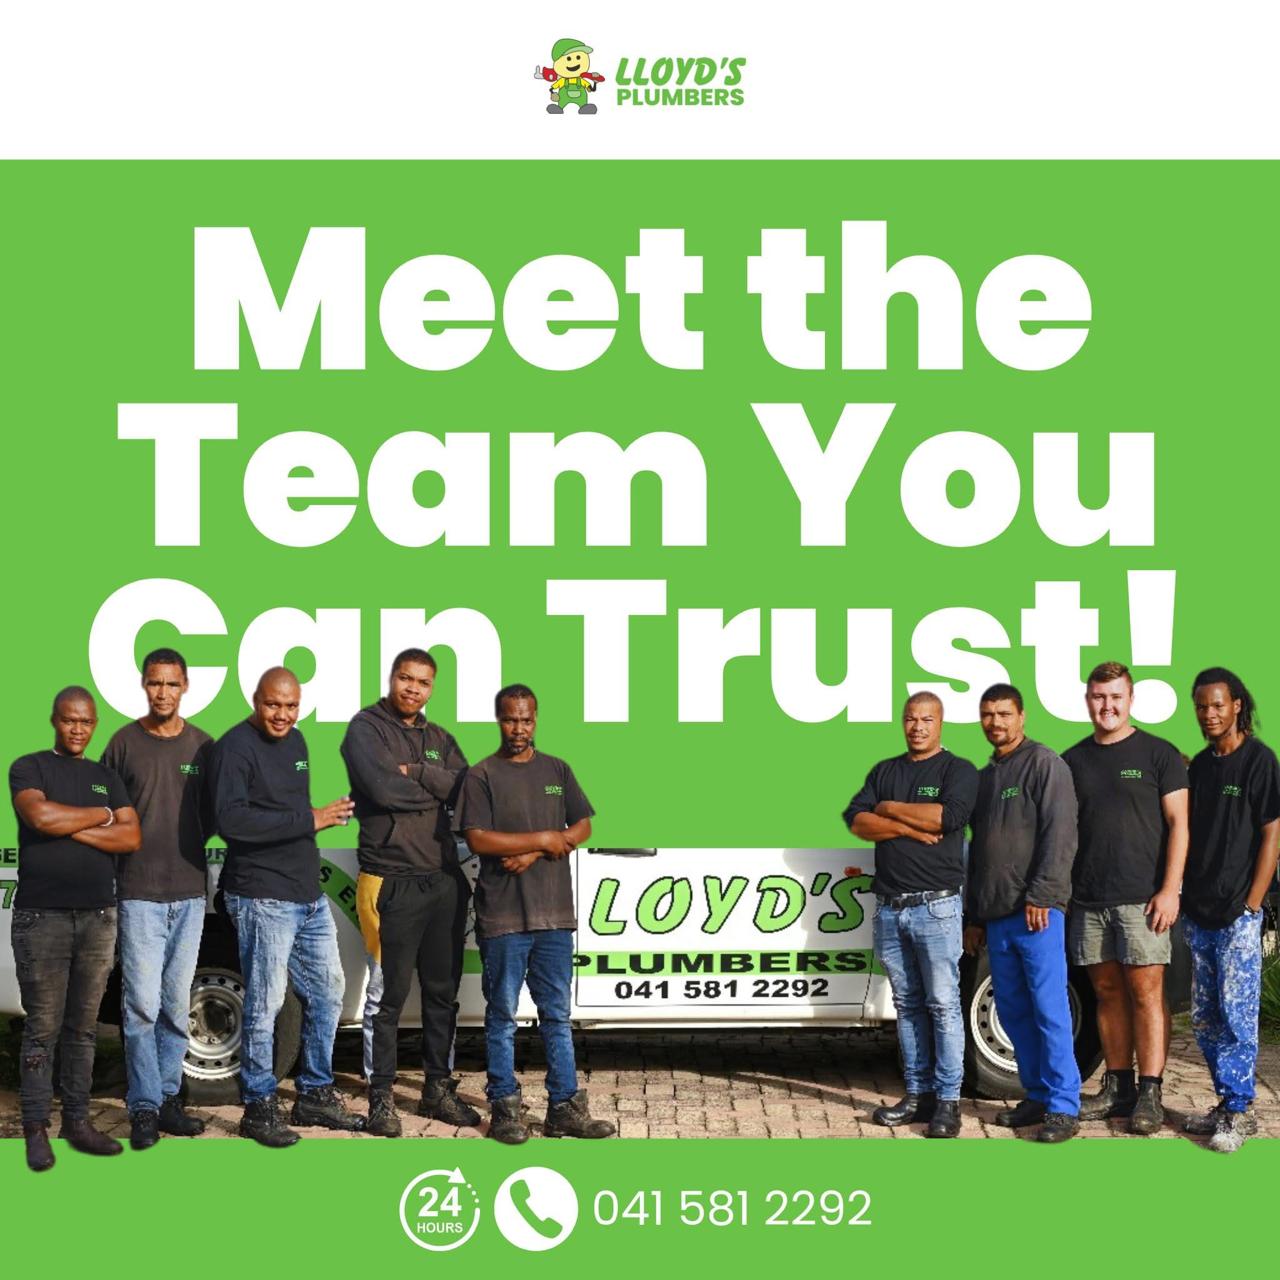 LLOYD'S
PLUMBERS
Meet the
Team You
Can Trust!
LOYD'S
PLUMBERS
041 581 2292
24
HOURS
041 581 2292